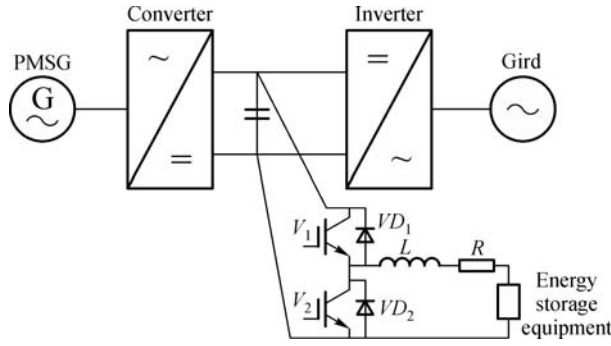 Converter
Inverter
PMSG
Gird
G
~
~
=
=
~
~
V1
VD1
L
R
V2
VD2
Energy
storage
equipment